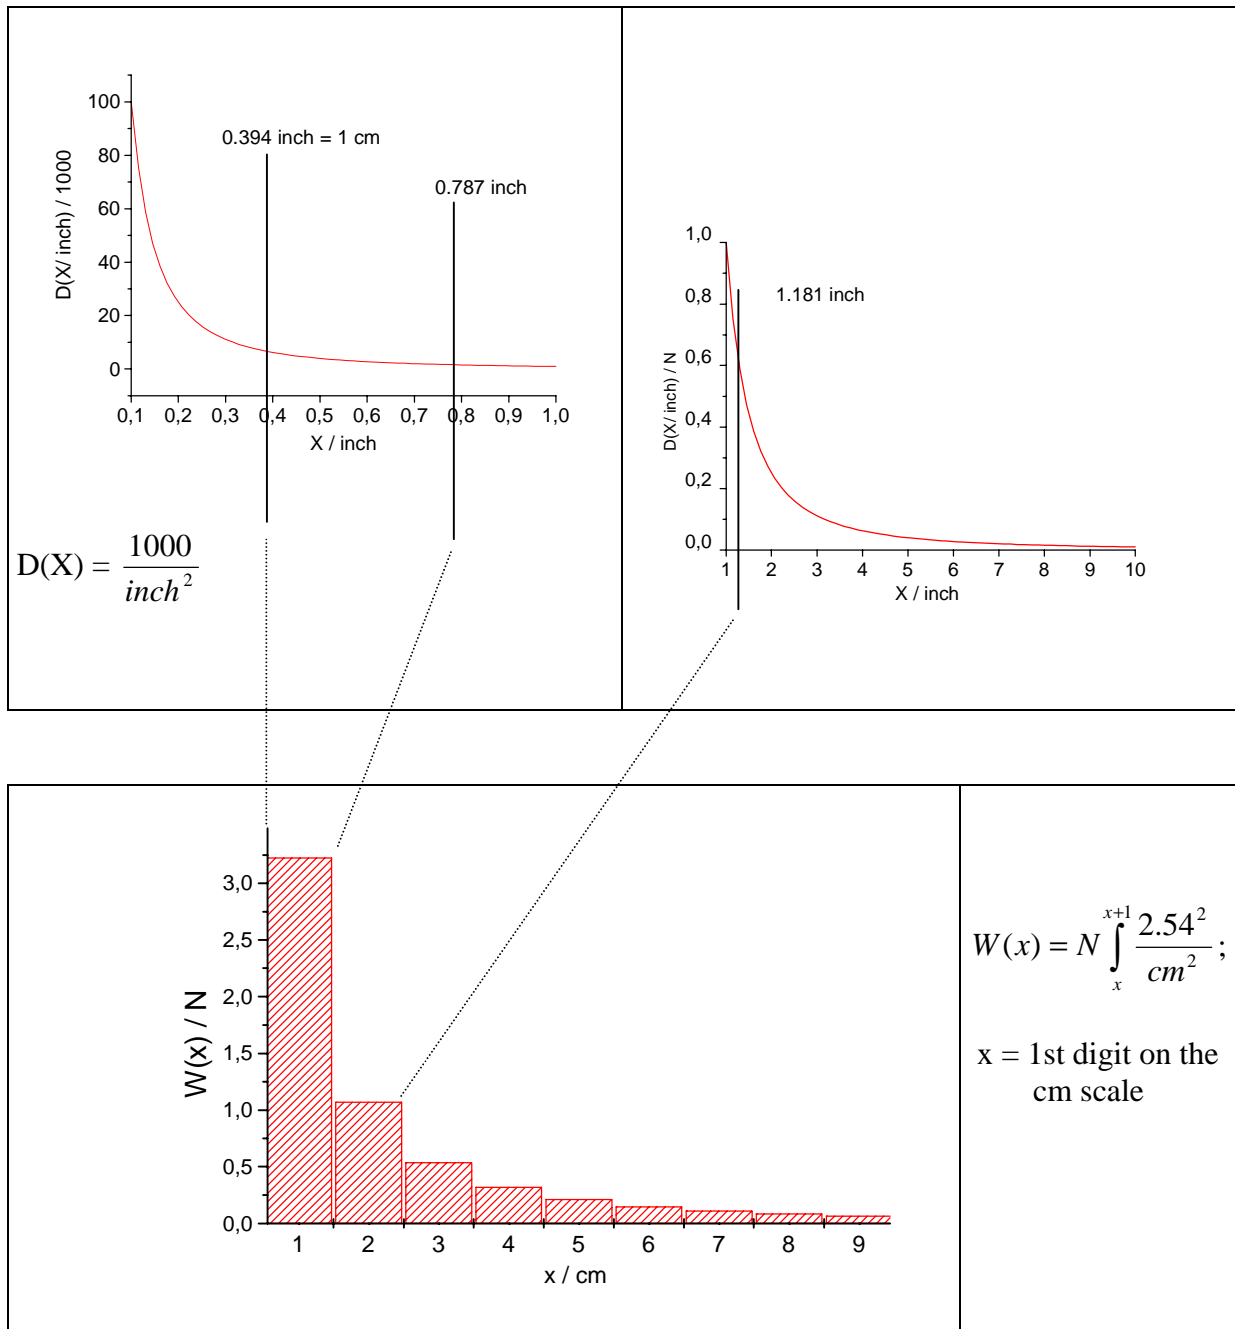 100
80
60
40
20
0
D(X/ inch) / 1000
0.394 inch = 1 cm
0.787 inch
0,1 0,2 0,3 0,4 0,5 0,6 0,7 0,8 0,9 1,0
X / inch
D(X) = 1000 / inch²
1,0
0,8
0,6
0,4
0,2
0,0
D(X/ inch) / N
1.181 inch
1 2 3 4 5 6 7 8 9 10
X / inch
3,0
2,5
2,0
1,5
1,0
0,5
0,0
W(x) / N
1 2 3 4 5 6 7 8 9
x / cm
W(x) = N ∫ₓˣ⁺¹ 2.54² / cm² ;
x = 1st digit on the
cm scale